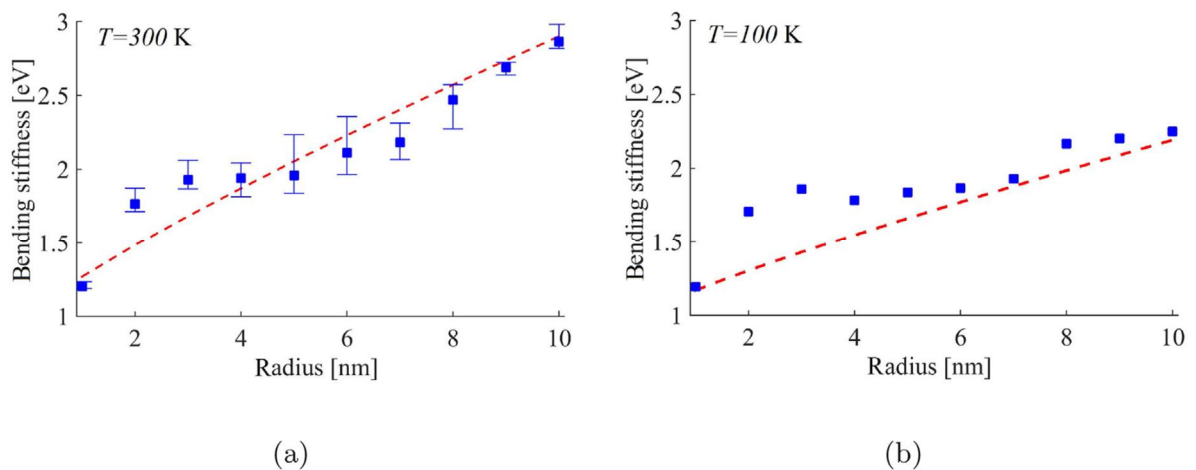 T=300 K
Bending stiffness [eV]
3
2.5
2
1.5
1
2 4 6 8 10
Radius [nm]
(a)
T=100 K
Bending stiffness [eV]
3
2.5
2
1.5
1
2 4 6 8 10
Radius [nm]
(b)